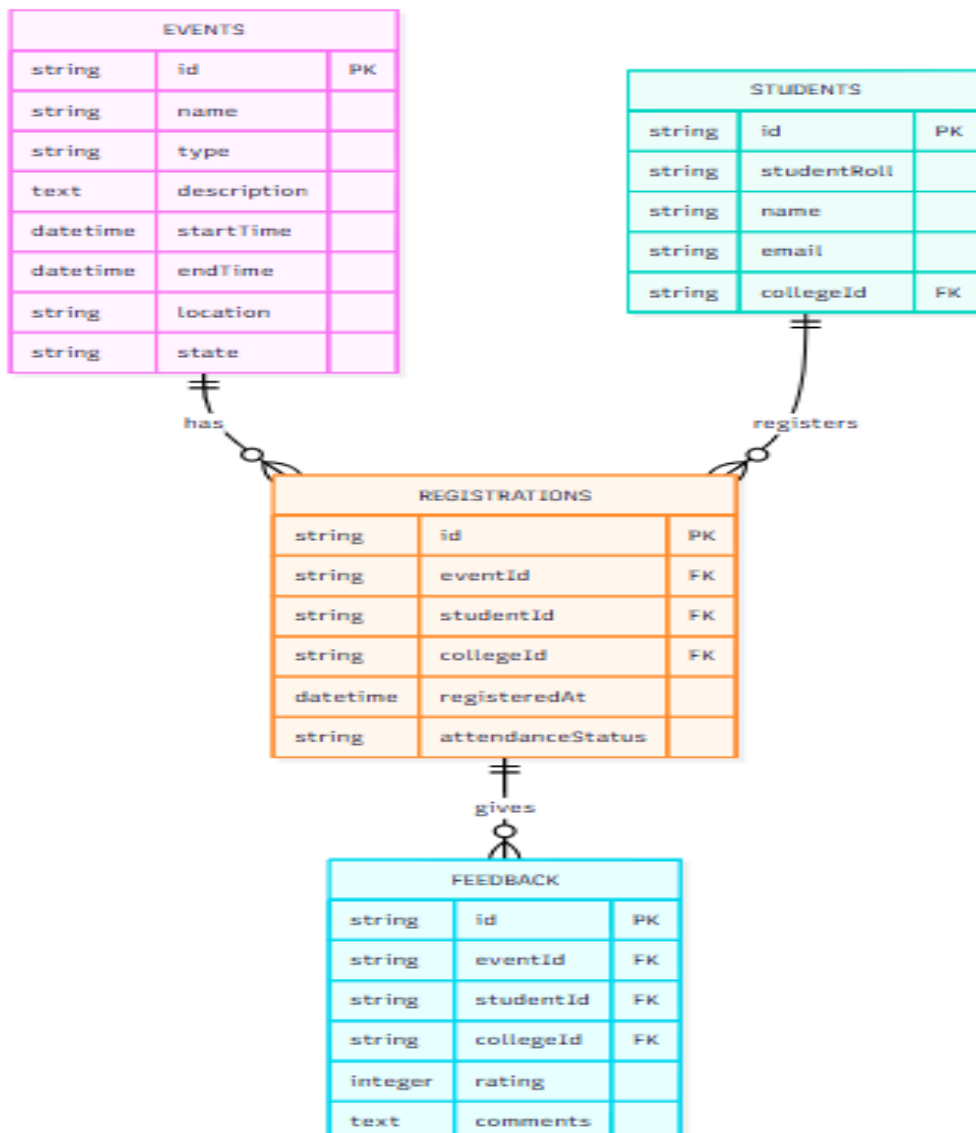 EVENTS
string id PK
string name
string type
text description
datetime startTime
datetime endTime
string location
string state
STUDENTS
string id PK
string studentRoll
string name
string email
string collegeId FK
has
registers
REGISTRATIONS
string id PK
string eventId FK
string studentId FK
string collegeId FK
datetime registeredAt
string attendanceStatus
gives
FEEDBACK
string id PK
string eventId FK
string studentId FK
string collegeId FK
integer rating
text comments